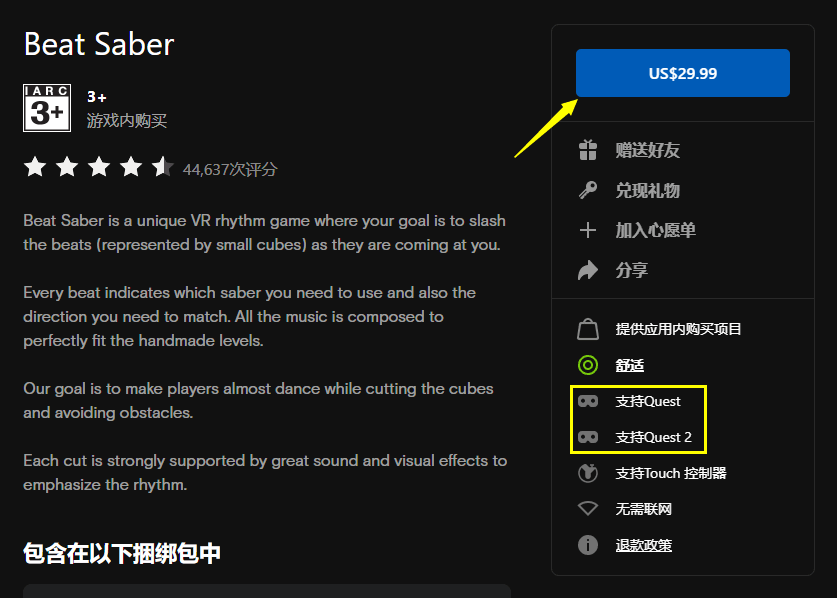 Beat Saber
IARC
3+
3+
游戏内购买
44,637次评分
Beat Saber is a unique VR rhythm game where your goal is to slash
the beats (represented by small cubes) as they are coming at you.
Every beat indicates which saber you need to use and also the
direction you need to match. All the music is composed to
perfectly fit the handmade levels.
Our goal is to make players almost dance while cutting the cubes
and avoiding obstacles.
Each cut is strongly supported by great sound and visual effects to
emphasize the rhythm.
包含在以下捆绑包中
US$29.99
赠送好友
兑现礼物
加入心愿单
分享
提供应用内购买项目
舒适
支持Quest
支持Quest 2
支持Touch 控制器
无需联网
退款政策